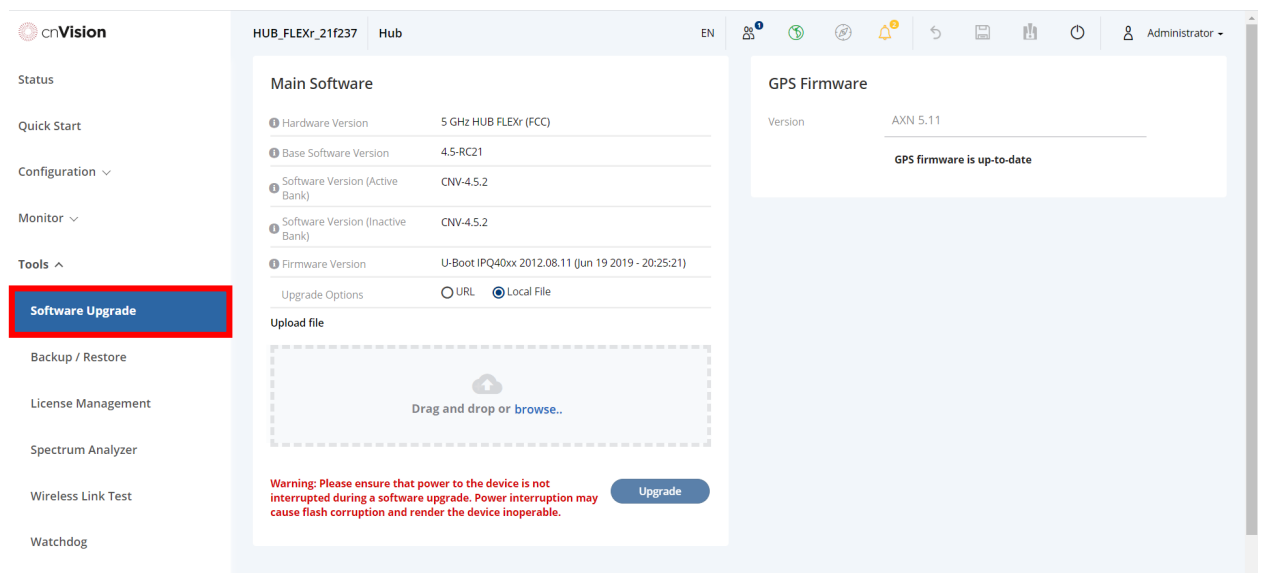 cnVision
HUB_FLEXr_21f237 Hub EN 1 2 Administrator
Status
Quick Start
Configuration
Monitor
Tools
Software Upgrade
Backup / Restore
License Management
Spectrum Analyzer
Wireless Link Test
Watchdog
Main Software
Hardware Version 5 GHz HUB FLEXr (FCC)
Base Software Version 4.5-RC21
Software Version (Active CNV-4.5.2
Bank)
Software Version (Inactive CNV-4.5.2
Bank)
Firmware Version U-Boot IPQ40xx 2012.08.11 (Jun 19 2019 - 20:25:21)
Upgrade Options URL Local File
Upload file
Drag and drop or browse..
Warning: Please ensure that power to the device is not
interrupted during a software upgrade. Power interruption may
cause flash corruption and render the device inoperable.
Upgrade
GPS Firmware
Version AXN 5.11
GPS firmware is up-to-date